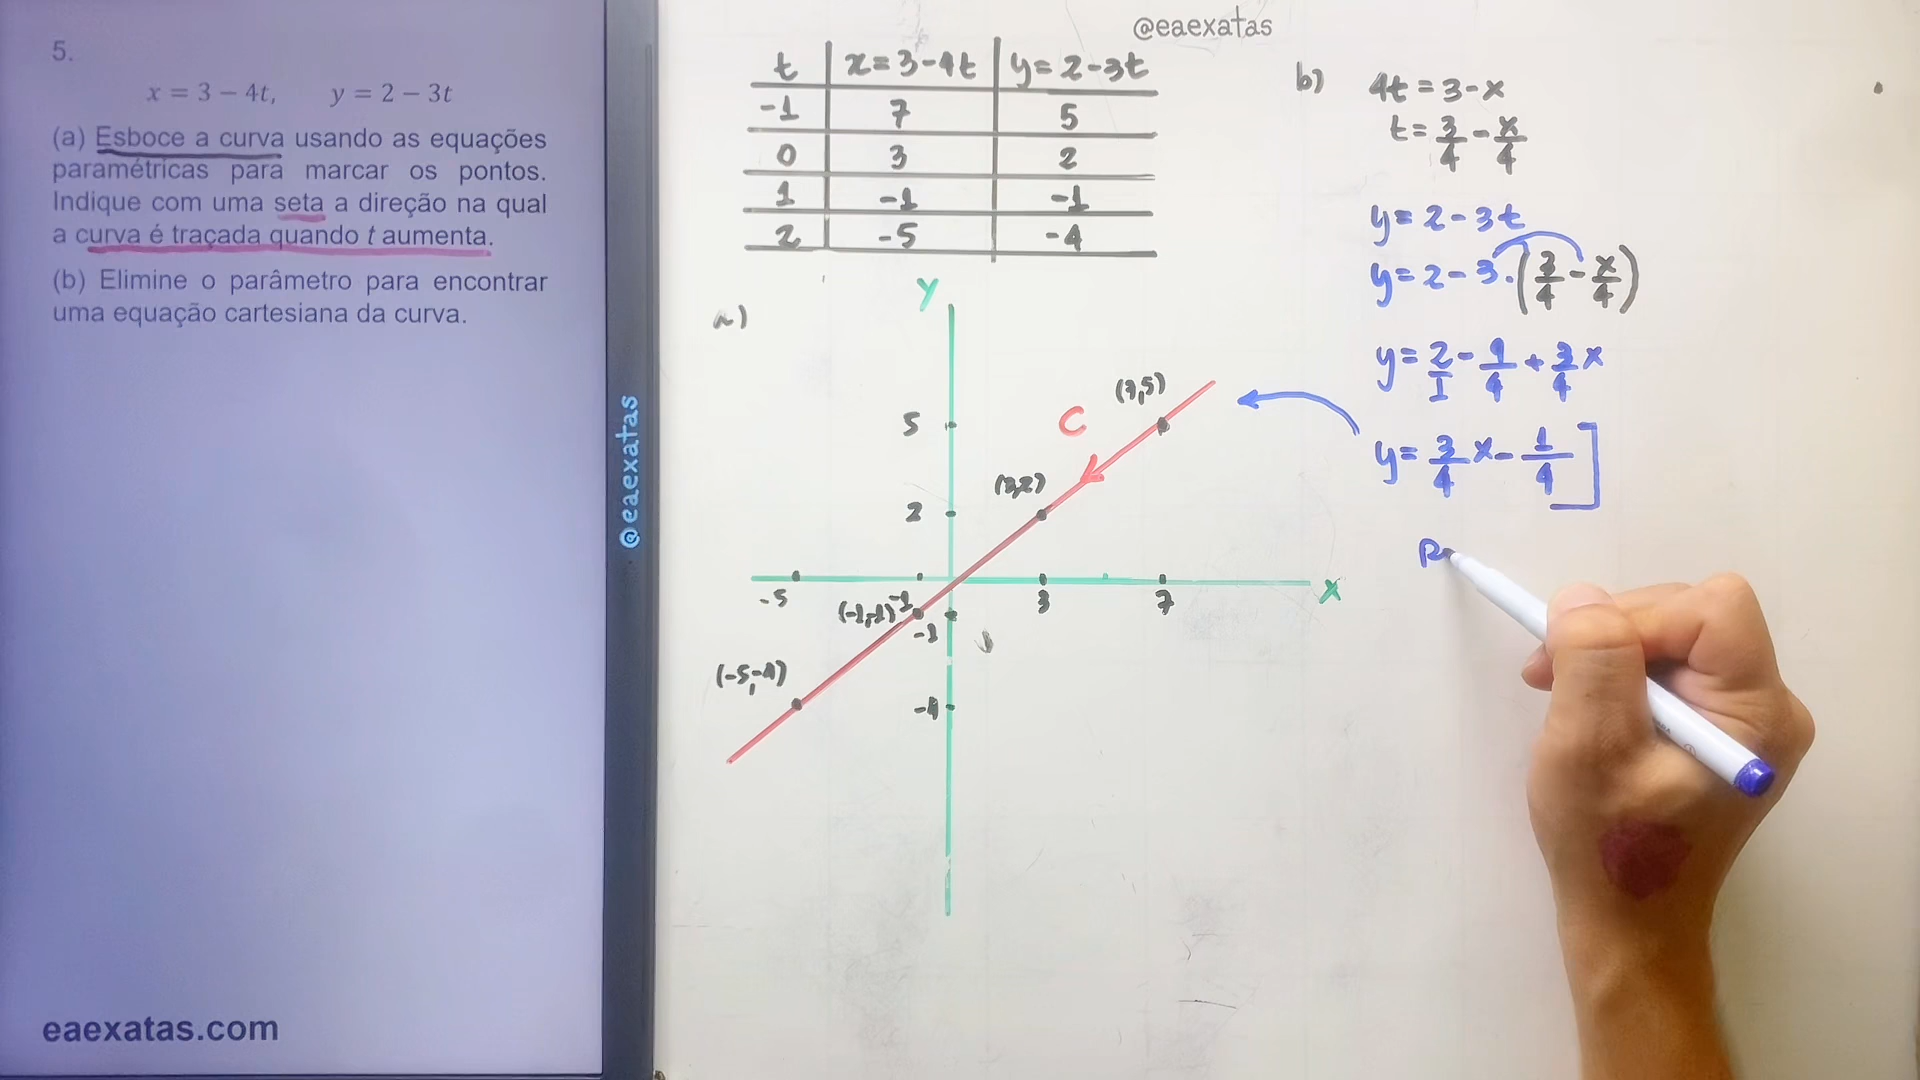 5.
x = 3 – 4t, y = 2 – 3t
(a) Esboce a curva usando as equações
paramétricas para marcar os pontos.
Indique com uma seta a direção na qual
a curva é traçada quando t aumenta.
(b) Elimine o parâmetro para encontrar
uma equação cartesiana da curva.
eaexatas.com
@eaexatas
@eaexatas
t x=3-4t y=2-3t
-1 7 5
0 3 2
1 -1 -1
2 -5 -4
a)
y
(7,5)
5
C
(3,2)
2
-5 -1 3 7 x
(-1,-1)
-1
(-5,-4)
-4
b) 4t=3-x
t=3/4-x/4
y=2-3t
y=2-3·(3/4-x/4)
y=2/1-9/4+3/4x
y=3/4x-1/4]